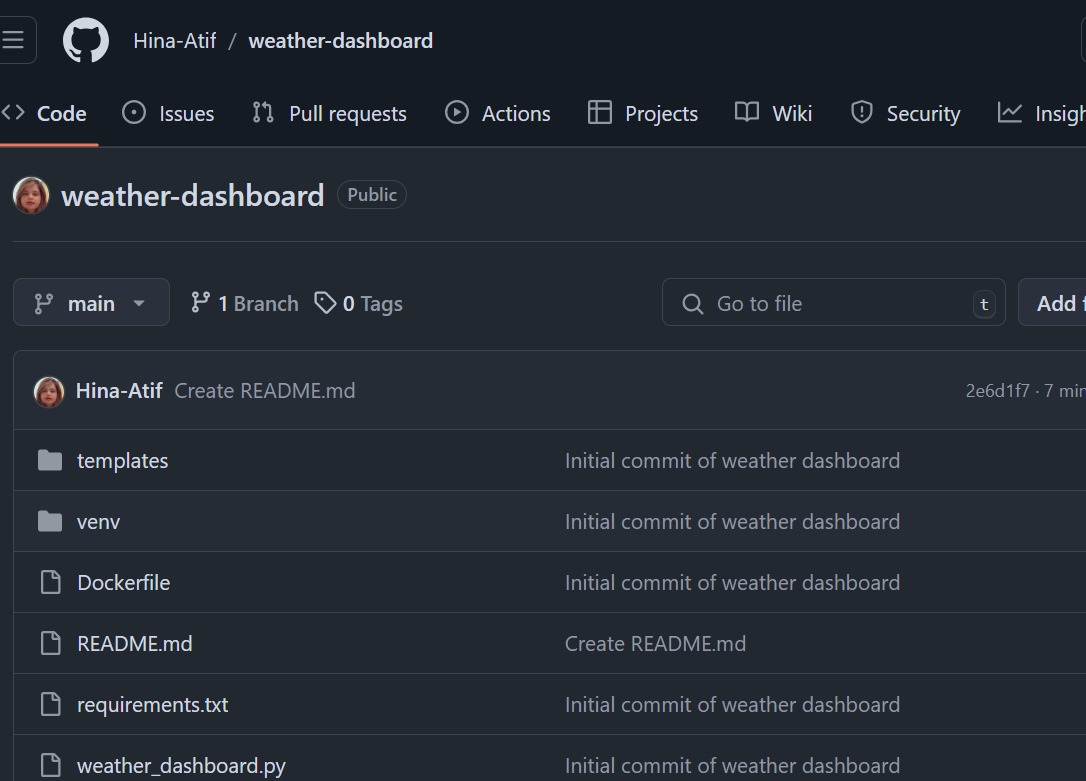 Hina-Atif / weather-dashboard
Code Issues Pull requests Actions Projects Wiki Security Insigh
weather-dashboard Public
main 1 Branch 0 Tags Go to file t Add f
Hina-Atif Create README.md 2e6d1f7 · 7 min
templates Initial commit of weather dashboard
venv Initial commit of weather dashboard
Dockerfile Initial commit of weather dashboard
README.md Create README.md
requirements.txt Initial commit of weather dashboard
weather_dashboard.py Initial commit of weather dashboard